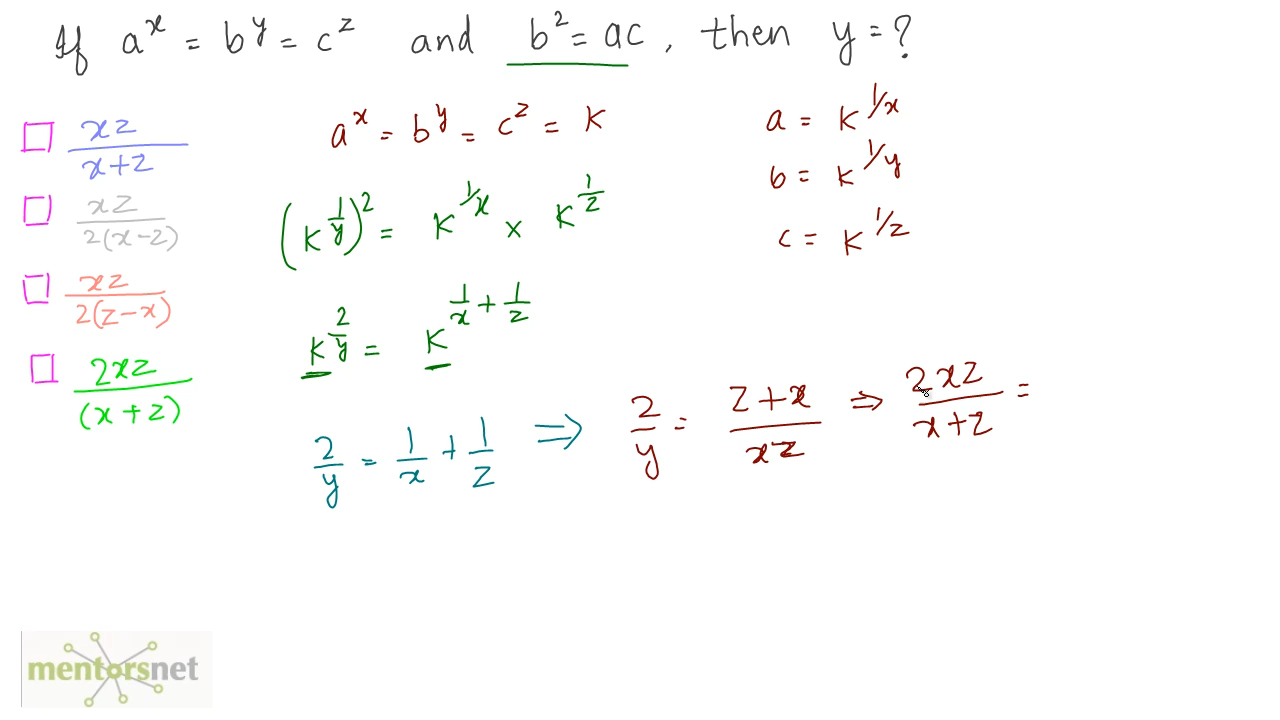 If a^x = b^y = c^z and b^2 = ac, then y = ?
xz/(x+z)
xz/2(x-z)
xz/2(z-x)
2xz/(x+z)
a^x = b^y = c^z = K
(K^(1/y))^2 = K^(1/x) × K^(1/z)
K^(2/y) = K^(1/x + 1/z)
2/y = 1/x + 1/z ⇒ 2/y = (z+x)/xz ⇒ 2xz/(x+z) =
a = K^(1/x)
b = K^(1/y)
c = K^(1/z)
mentorsnet